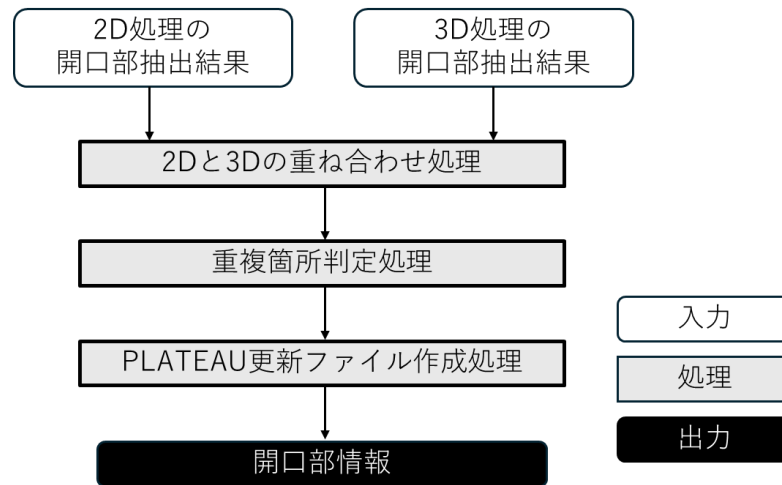 2D処理の
開口部抽出結果
3D処理の
開口部抽出結果
2Dと3Dの重ね合わせ処理
重複箇所判定処理
PLATEAU更新ファイル作成処理
開口部情報
入力
処理
出力